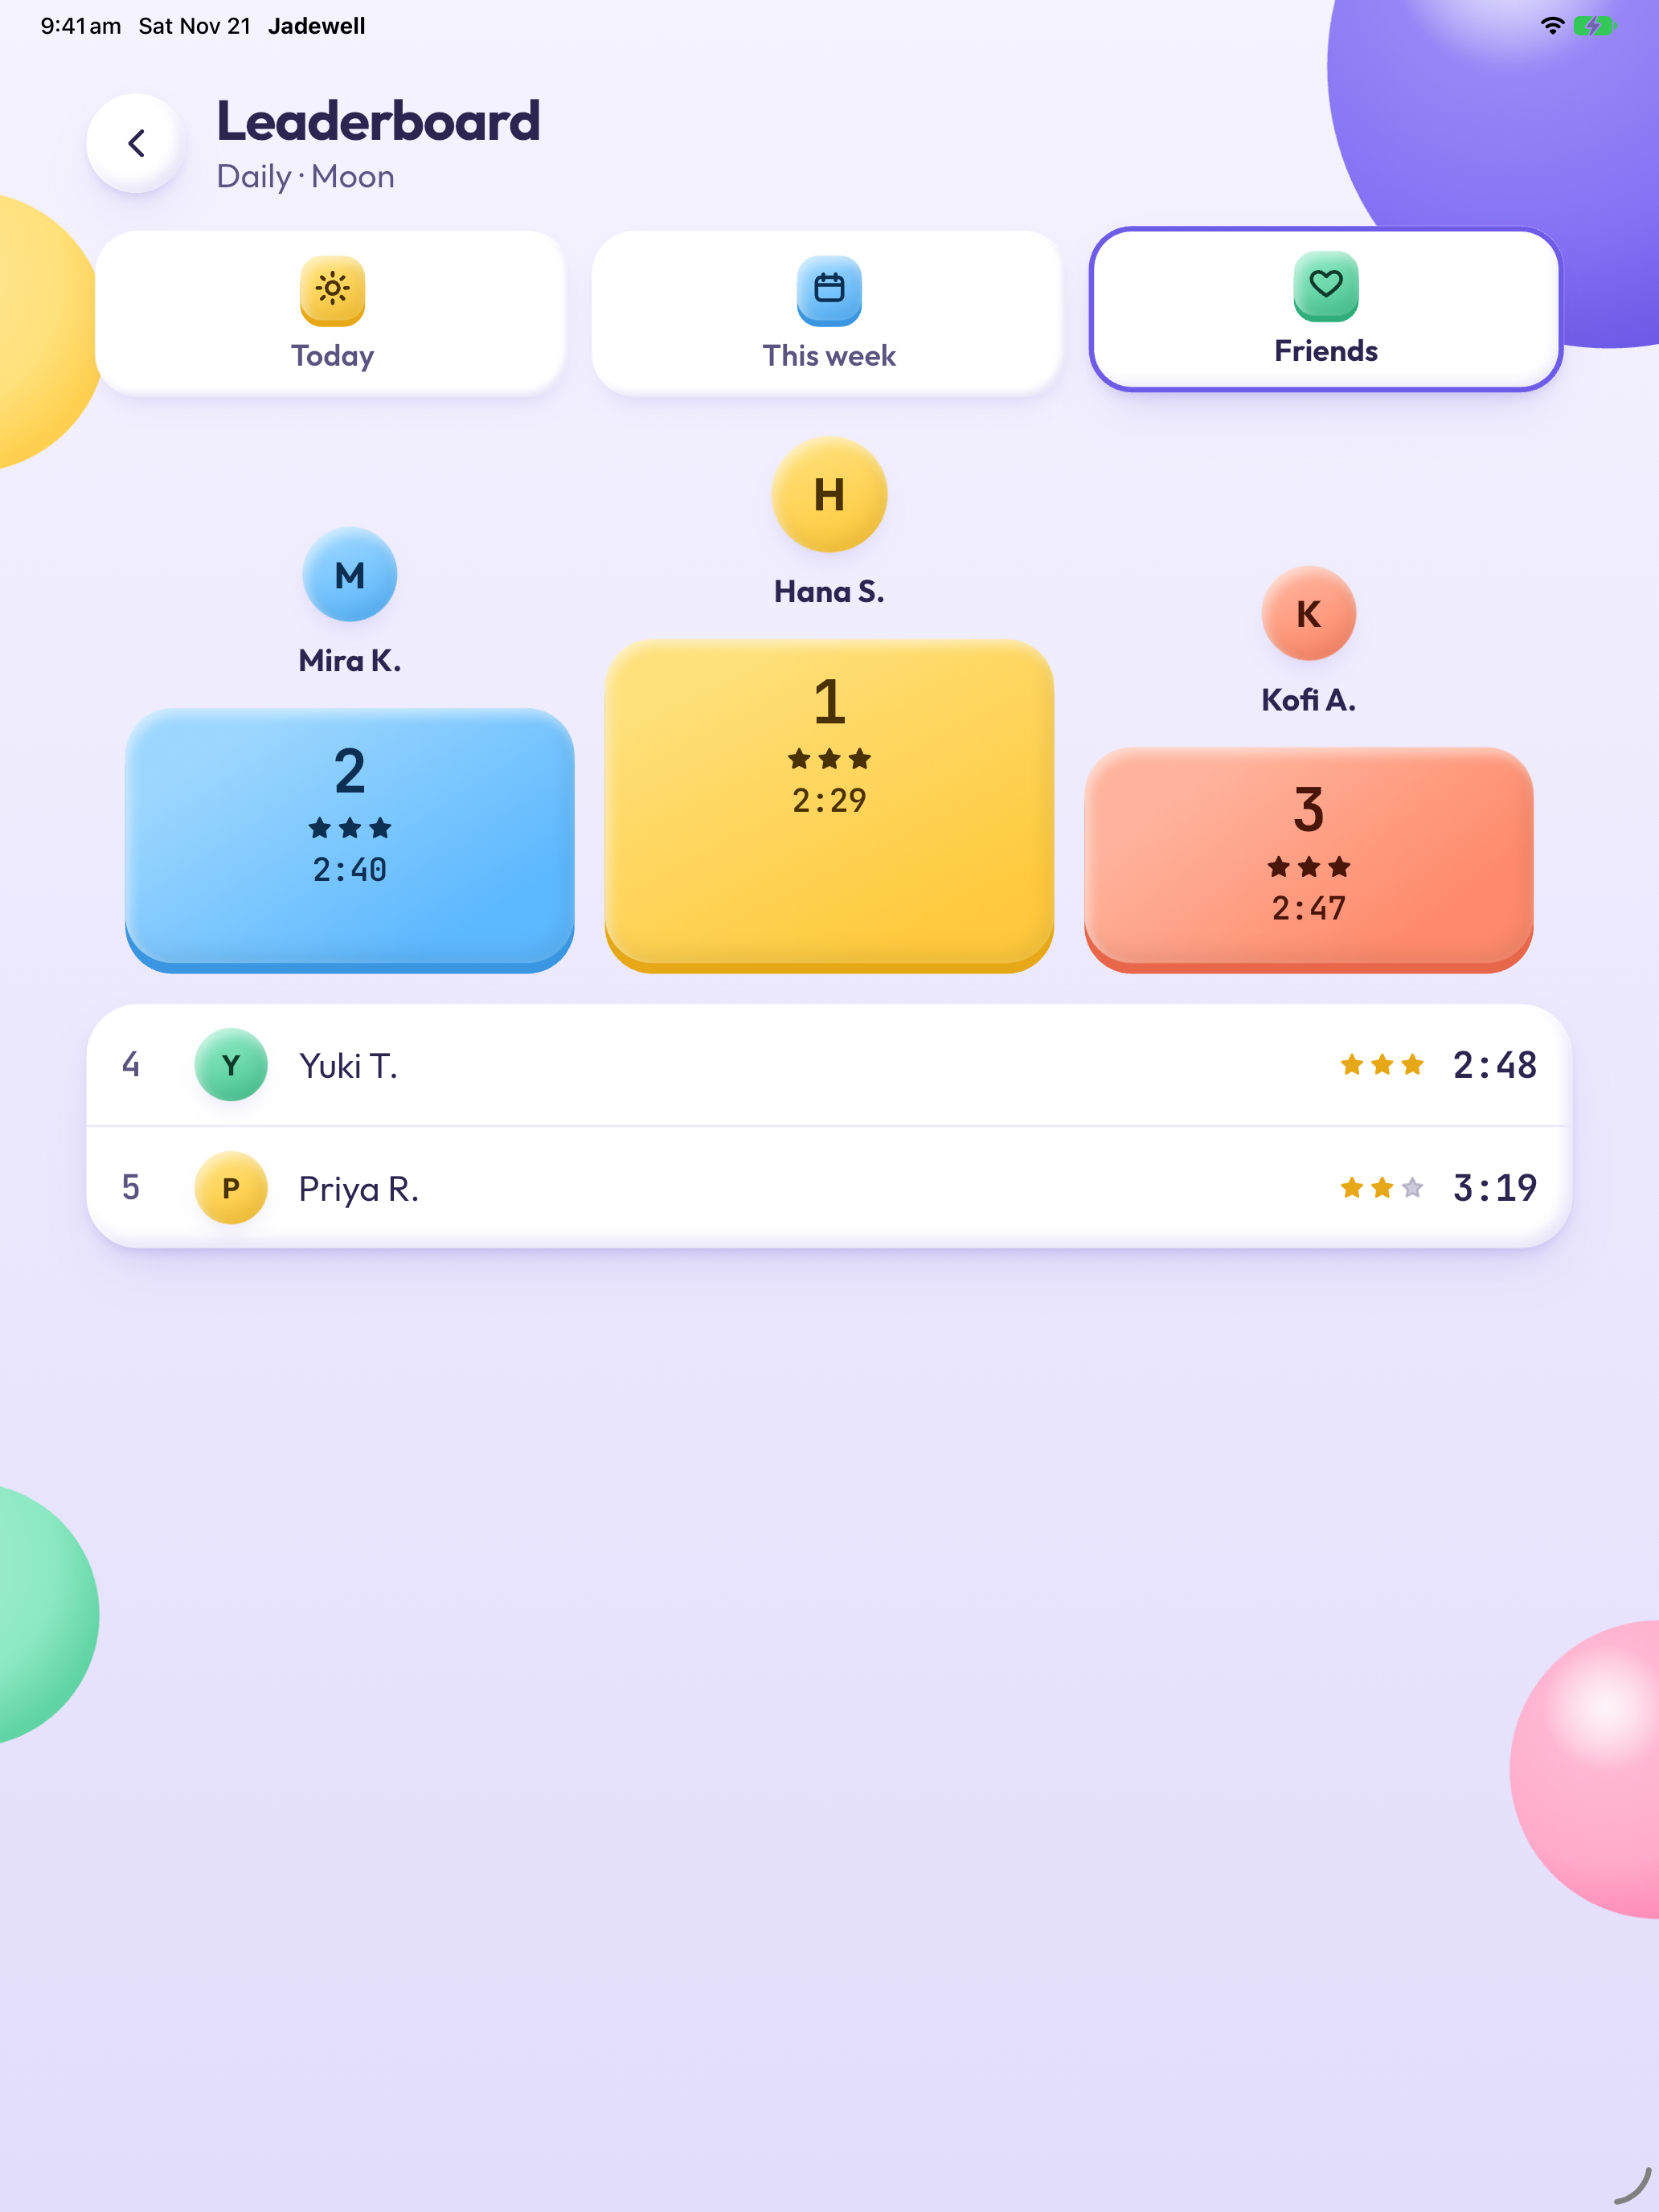 9:41 am Sat Nov 21 Jadewell
Leaderboard
Daily · Moon
Today
This week
Friends
H
Hana S.
M
Mira K.
K
Kofi A.
1
2:29
2
2:40
3
2:47
4 Y Yuki T. 2:48
5 P Priya R. 3:19